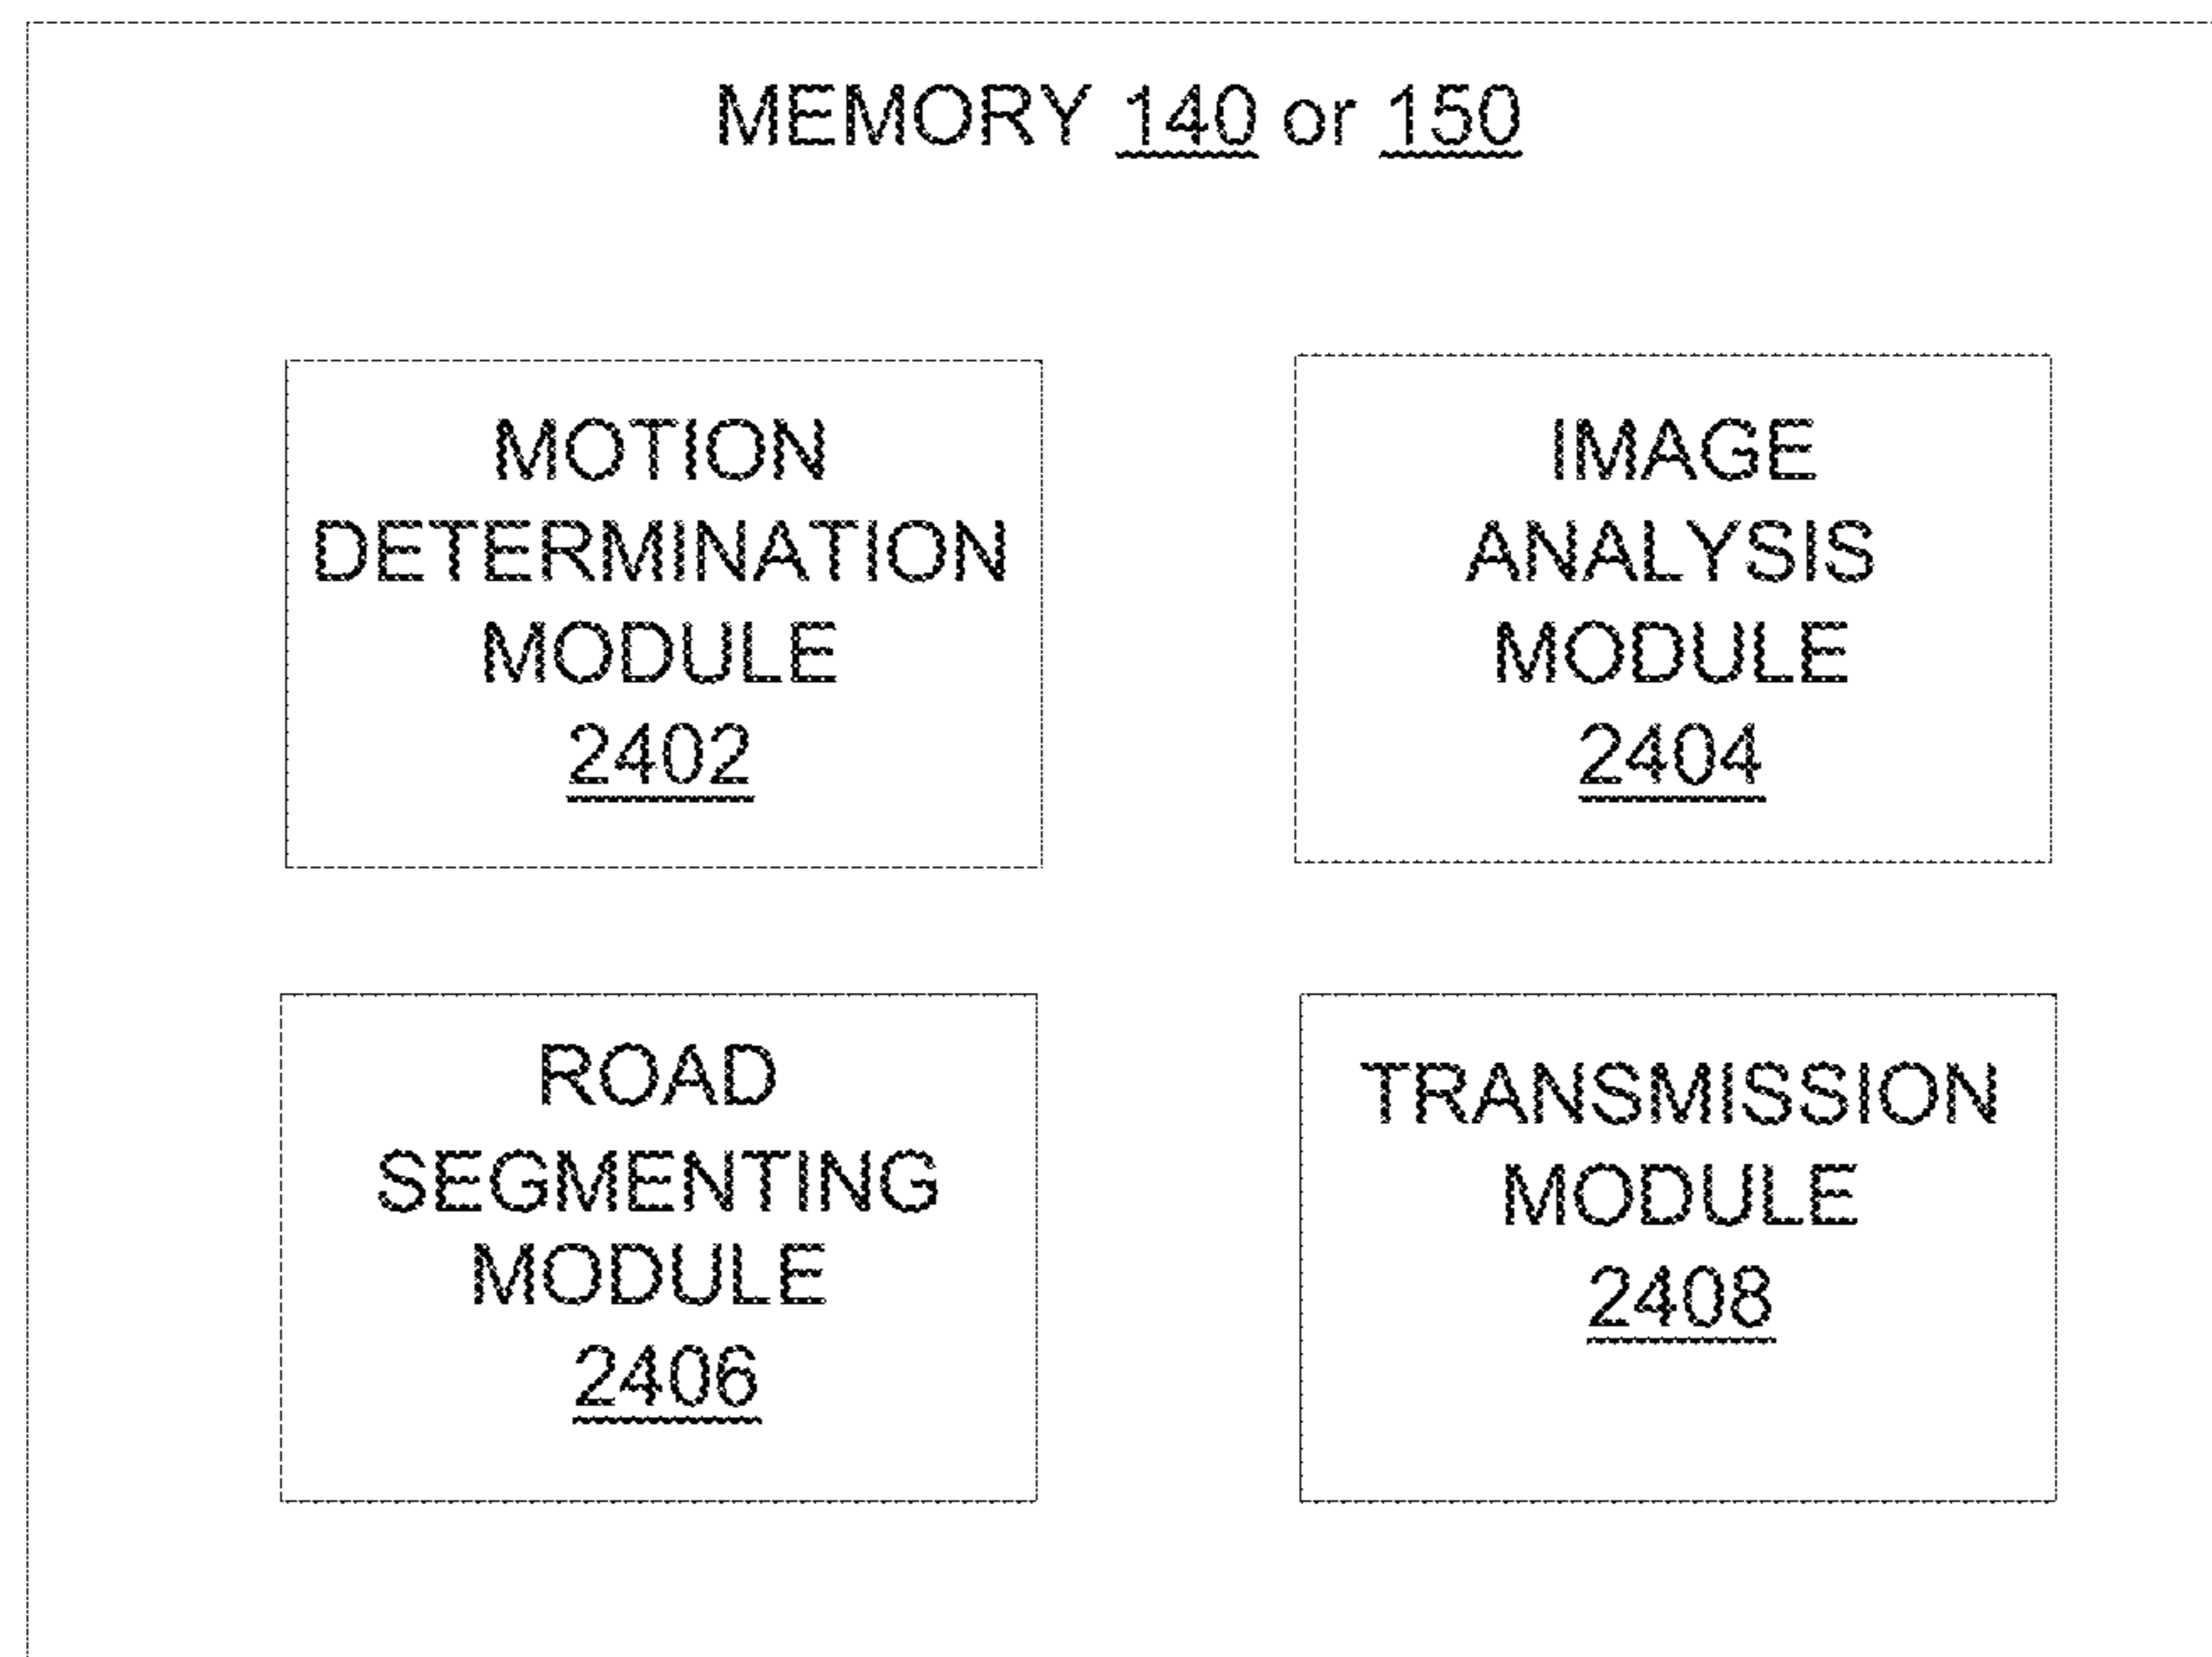 MEMORY 140 or 150
MOTION
DETERMINATION
MODULE
2402
IMAGE
ANALYSIS
MODULE
2404
ROAD
SEGMENTING
MODULE
2406
TRANSMISSION
MODULE
2408